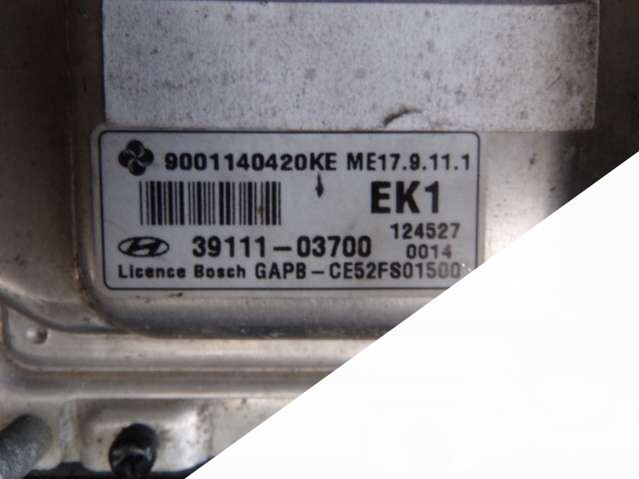 9001140420KE ME17.9.11.1
EK1
39111-03700 124527
0014
Licence Bosch GAPB-CE52FS01500